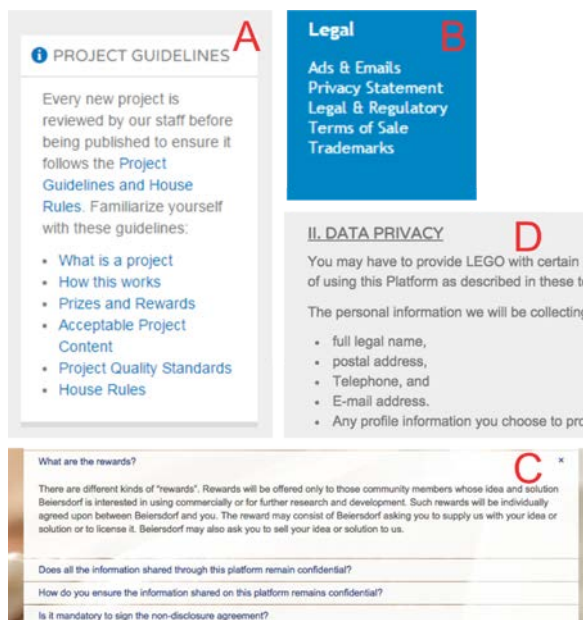 A
PROJECT GUIDELINES
Every new project is
reviewed by our staff before
being published to ensure it
follows the Project
Guidelines and House
Rules. Familiarize yourself
with these guidelines:
• What is a project
• How this works
• Prizes and Rewards
• Acceptable Project
Content
• Project Quality Standards
• House Rules
B
Legal
Ads & Emails
Privacy Statement
Legal & Regulatory
Terms of Sale
Trademarks
D
II. DATA PRIVACY
You may have to provide LEGO with certain
of using this Platform as described in these
The personal information we will be collecting
• full legal name,
• postal address,
• Telephone, and
• E-mail address.
• Any profile information you choose to
C
What are the rewards?
×
There are different kinds of "rewards". Rewards will be offered only to those community members whose idea and solution
Beiersdorf is interested in using commercially or for further research and development. Such rewards will be individually
agreed upon between Beiersdorf and you. The reward may consist of Beiersdorf asking you to supply us with your idea or
solution or to license it. Beiersdorf may also ask you to sell your idea or solution to us.
Does all the information shared through this platform remain confidential?
How do you ensure the information shared on this platform remains confidential?
Is it mandatory to sign the non-disclosure agreement?